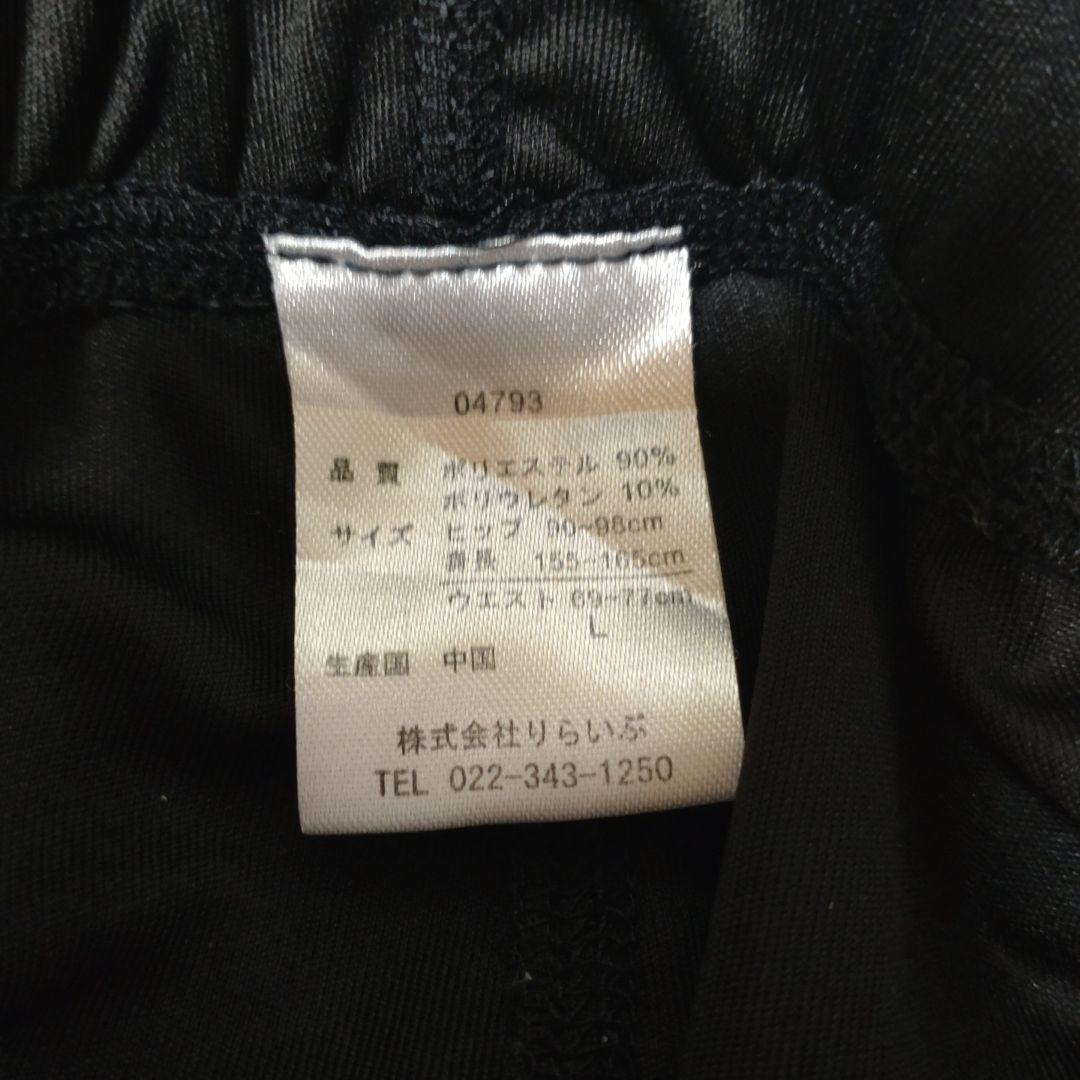 04793
品質 ポリエステル 90%
ポリウレタン 10%
サイズ ヒップ 90~98cm
身長 155~165cm
ウエスト 69~77cm
L
生産国 中国
株式会社りらいぶ
TEL 022-343-1250